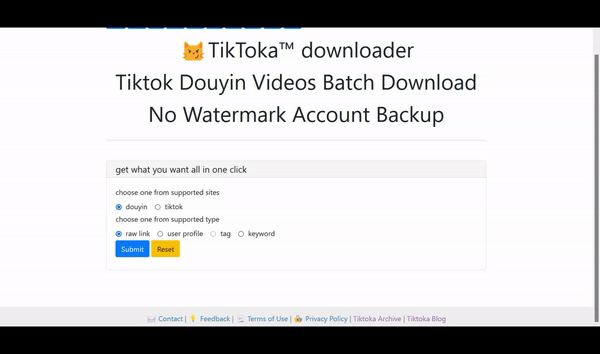 TikToka™ downloader
Tiktok Douyin Videos Batch Download
No Watermark Account Backup
get what you want all in one click
choose one from supported sites
douyin tiktok
choose one from supported type
raw link user profile tag keyword
Submit Reset
Contact | Feedback | Terms of Use | Privacy Policy | Tiktoka Archive | Tiktoka Blog